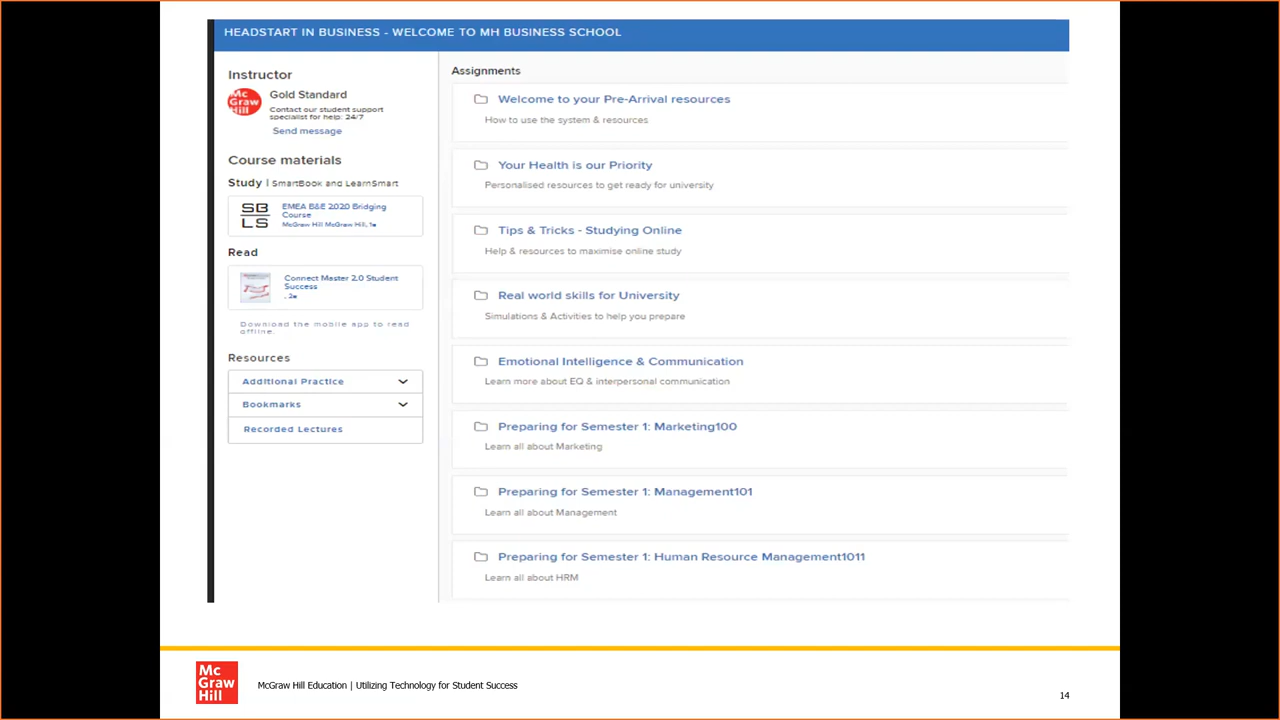 HEADSTART IN BUSINESS - WELCOME TO MH BUSINESS SCHOOL
Instructor
Mc
Graw
Hill
Gold Standard
Contact our student support
specialist for help: 24/7
Send message
Course materials
Study | SmartBook and LearnSmart
SB
LS
EMEA B&E 2020 Bridging
Course
McGraw Hill McGraw Hill, 1e
Read
Connect Master 2.0 Student
Success
, 2e
Download the mobile app to read
offline.
Resources
Additional Practice
Bookmarks
Recorded Lectures
Assignments
Welcome to your Pre-Arrival resources
How to use the system & resources
Your Health is our Priority
Personalised resources to get ready for university
Tips & Tricks - Studying Online
Help & resources to maximise online study
Real world skills for University
Simulations & Activities to help you prepare
Emotional Intelligence & Communication
Learn more about EQ & interpersonal communication
Preparing for Semester 1: Marketing100
Learn all about Marketing
Preparing for Semester 1: Management101
Learn all about Management
Preparing for Semester 1: Human Resource Management1011
Learn all about HRM
Mc
Graw
Hill
McGraw Hill Education | Utilizing Technology for Student Success
14